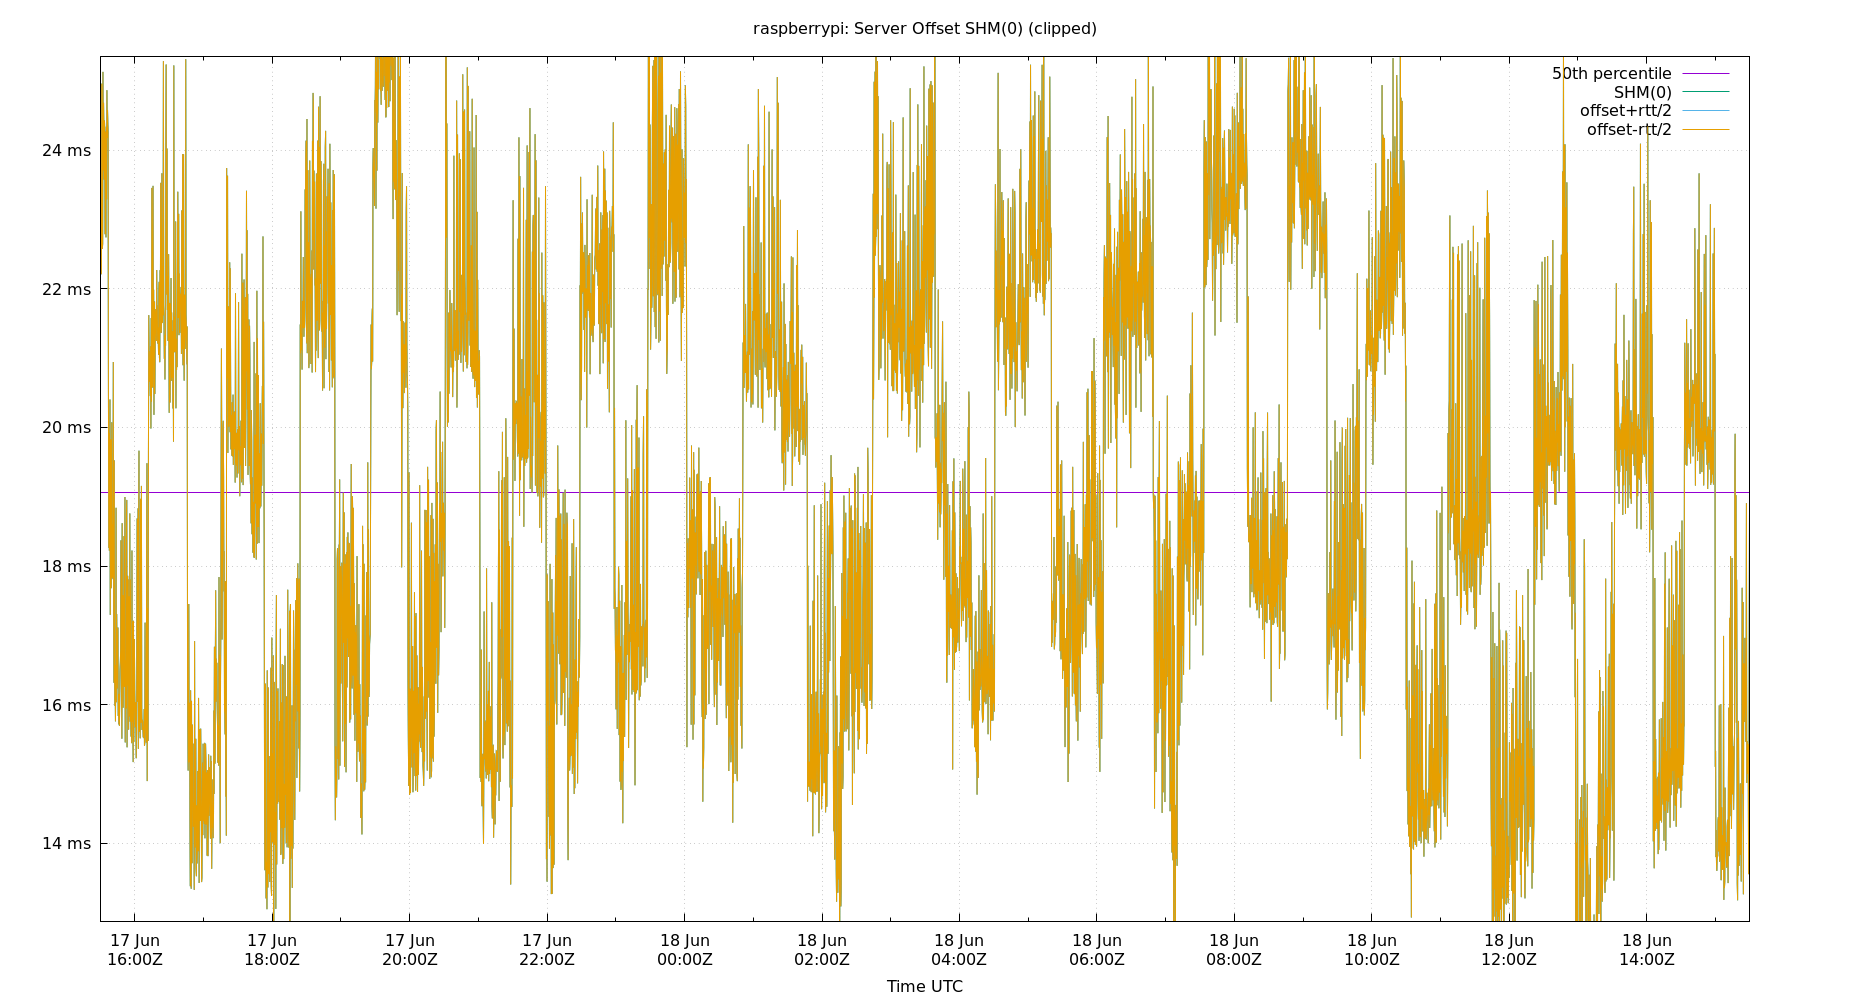 raspberrypi: Server Offset SHM(0) (clipped)
50th percentile
SHM(0)
offset+rtt/2
offset-rtt/2
24 ms
22 ms
20 ms
18 ms
16 ms
14 ms
17 Jun 17 Jun 17 Jun 17 Jun 18 Jun 18 Jun 18 Jun 18 Jun 18 Jun 18 Jun 18 Jun 18 Jun
16:00Z 18:00Z 20:00Z 22:00Z 00:00Z 02:00Z 04:00Z 06:00Z 08:00Z 10:00Z 12:00Z 14:00Z
Time UTC